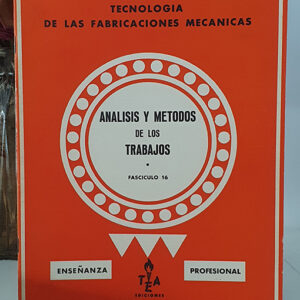 TECNOLOGIA
DE LAS FABRICACIONES MECANICAS
ANALISIS Y METODOS
DE LOS
TRABAJOS
FASCICULO 16
ENSEÑANZA
PROFESIONAL
TEA
EDICIONES